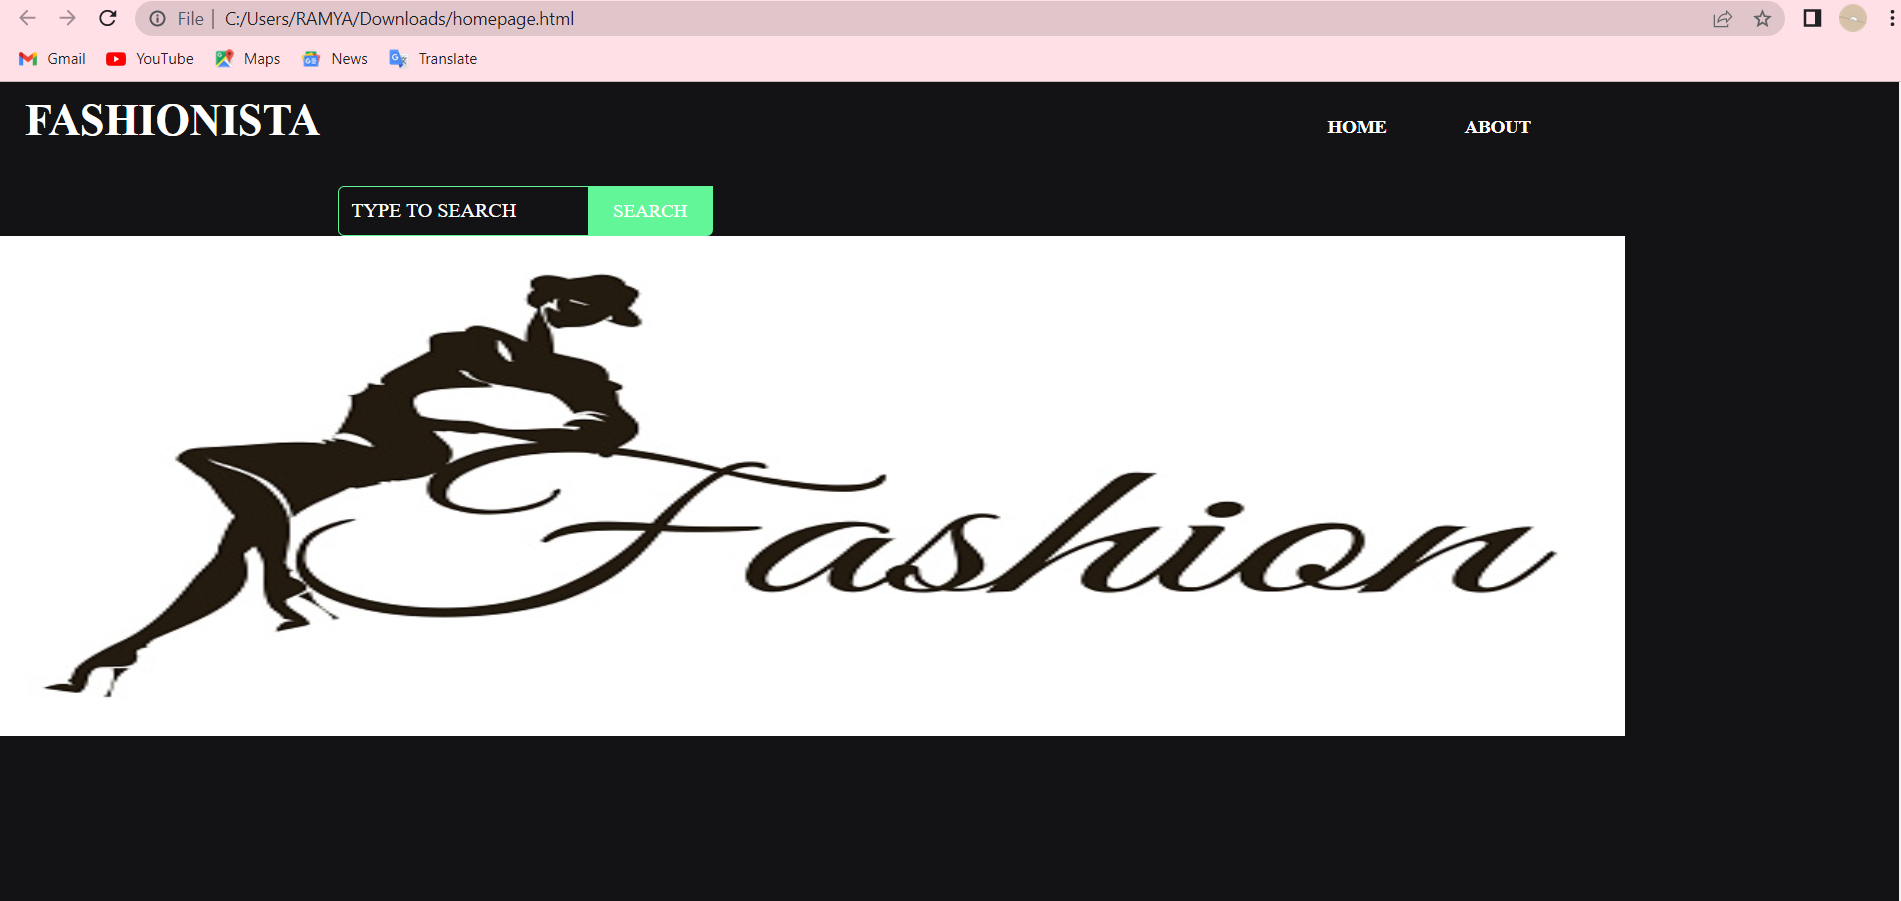 File | C:/Users/RAMYA/Downloads/homepage.html
Gmail YouTube Maps News Translate
FASHIONISTA HOME ABOUT
TYPE TO SEARCH SEARCH
Fashion